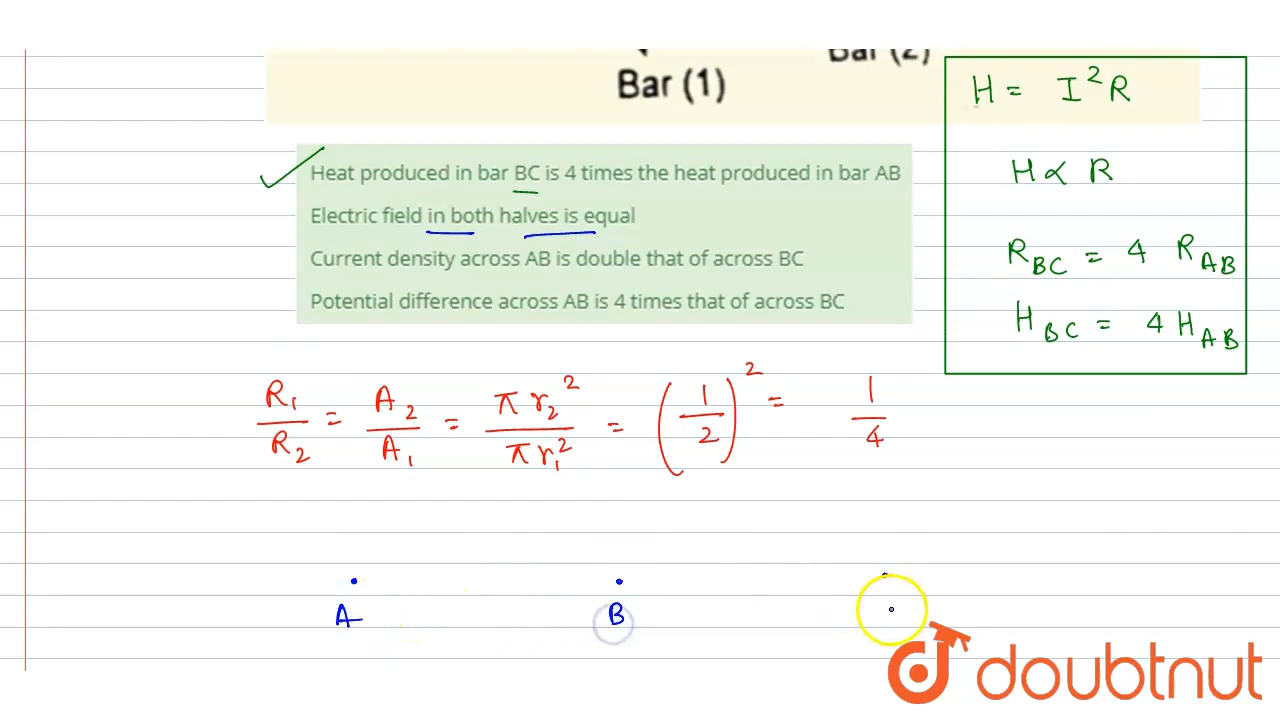 Bar (2)
Bar (1)
H = I²R
H ∝ R
R_BC = 4 R_AB
H_BC = 4 H_AB
Heat produced in bar BC is 4 times the heat produced in bar AB
Electric field in both halves is equal
Current density across AB is double that of across BC
Potential difference across AB is 4 times that of across BC
R₁/R₂ = A₂/A₁ = πr₂²/πr₁² = (1/2)² = 1/4
A B
doubtnut